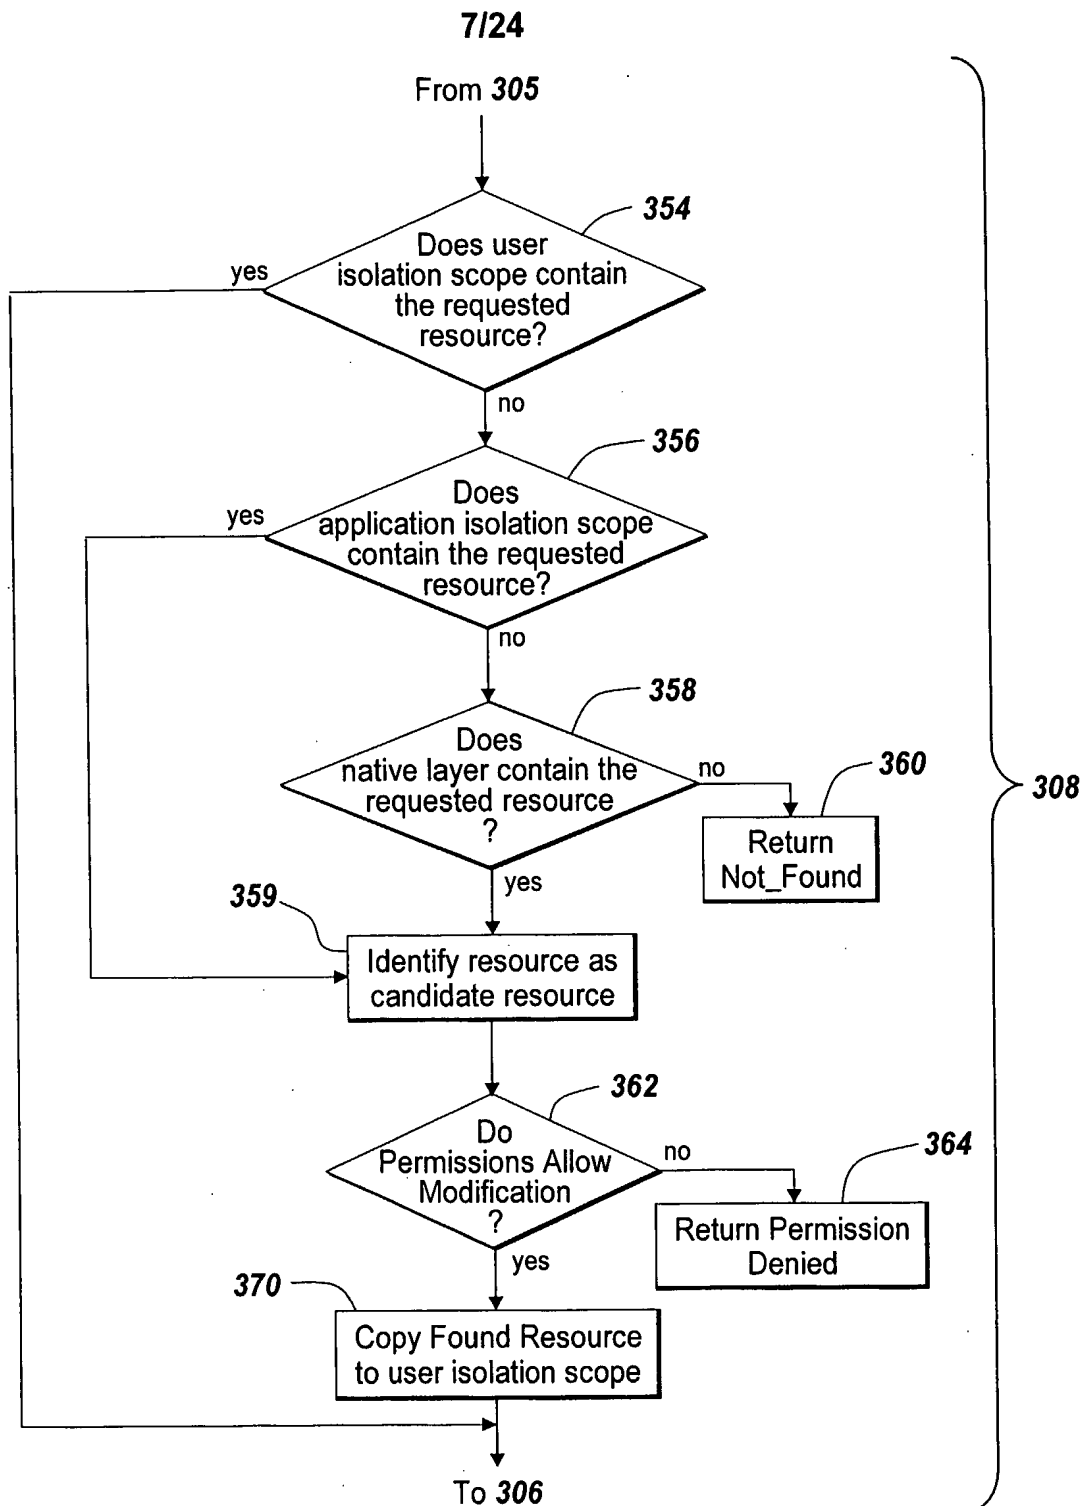 7/24
From 305
354
Does user
isolation scope contain
the requested
resource?
yes
no
356
Does
application isolation scope
contain the requested
resource?
yes
no
358
Does
native layer contain the
requested resource
?
no
360
Return
Not_Found
308
yes
359
Identify resource as
candidate resource
362
Do
Permissions Allow
Modification
?
no
364
Return Permission
Denied
yes
370
Copy Found Resource
to user isolation scope
To 306